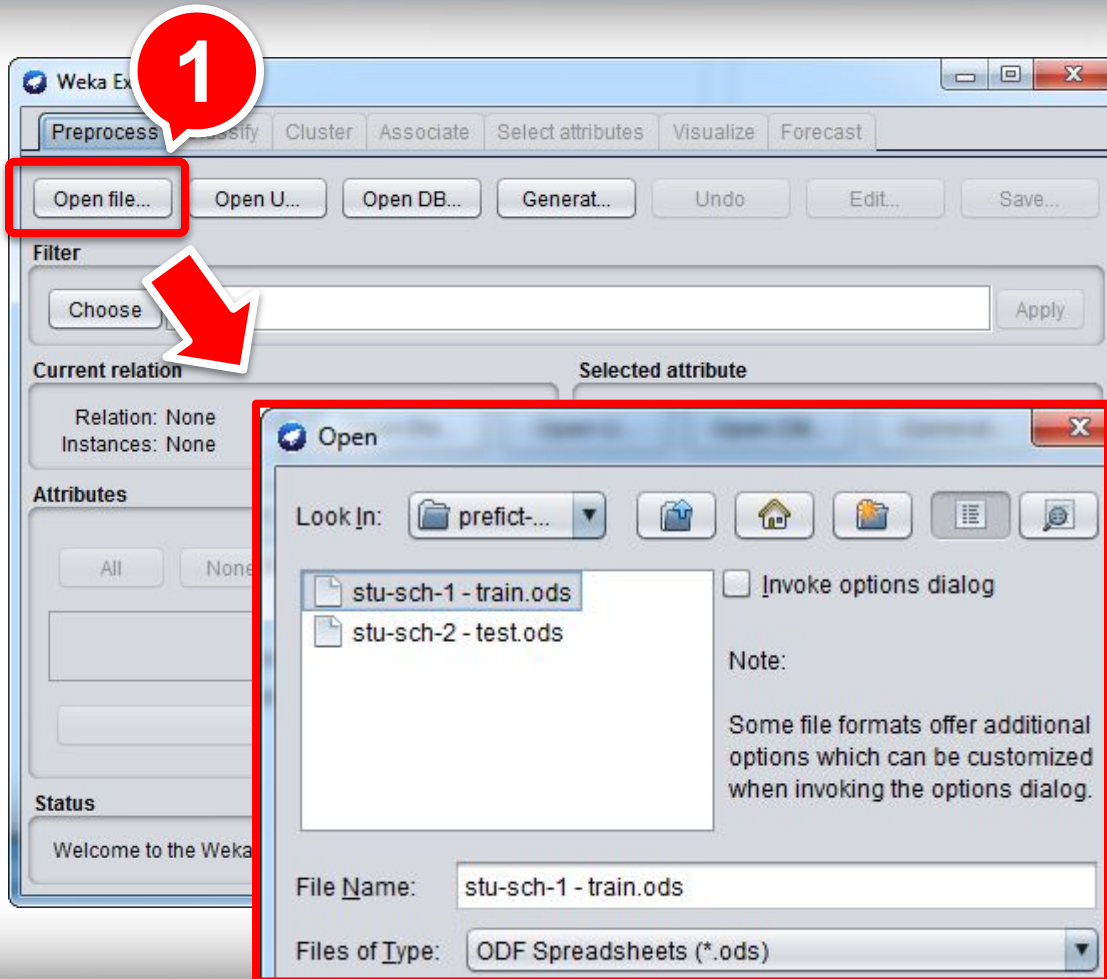 1
Weka Ex
Preprocess Classify Cluster Associate Select attributes Visualize Forecast
Open file... Open U... Open DB... Generat... Undo Edit... Save...
Filter
Choose Apply
Current relation Selected attribute
Relation: None
Instances: None
Attributes
All None
Status
Welcome to the Weka
Open
Look In: prefict-...
stu-sch-1 - train.ods
stu-sch-2 - test.ods
Invoke options dialog
Note:
Some file formats offer additional
options which can be customized
when invoking the options dialog.
File Name: stu-sch-1 - train.ods
Files of Type: ODF Spreadsheets (*.ods)